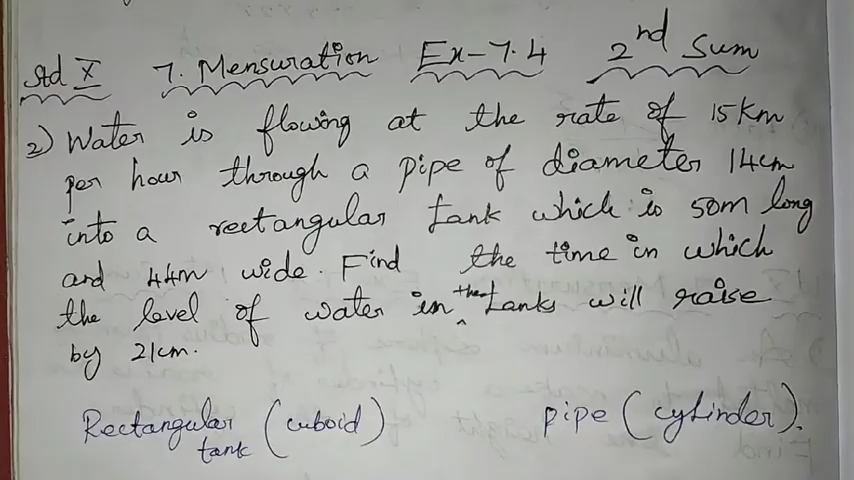 Std X 7. Mensuration Ex-7.4 2nd Sum
2) Water is flowing at the rate of 15Km
per hour through a pipe of diameter 14cm
into a rectangular tank which is 50m long
and 44m wide. Find the time in which
the level of water in the tanks will raise
by 21cm.
Rectangular tank (cuboid) pipe (cylinder).